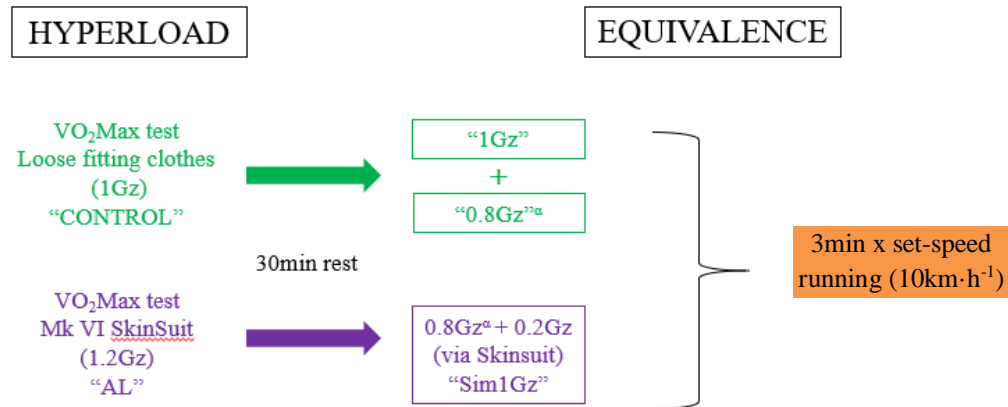 HYPERLOAD
EQUIVALENCE
VO₂Max test
Loose fitting clothes
(1Gz)
“CONTROL”
“1Gz”
+
“0.8Gz”ᵅ
30min rest
VO₂Max test
Mk VI SkinSuit
(1.2Gz)
“AL”
0.8Gzᵅ + 0.2Gz
(via Skinsuit)
“Sim1Gz”
3min x set-speed
running (10km·h⁻¹)